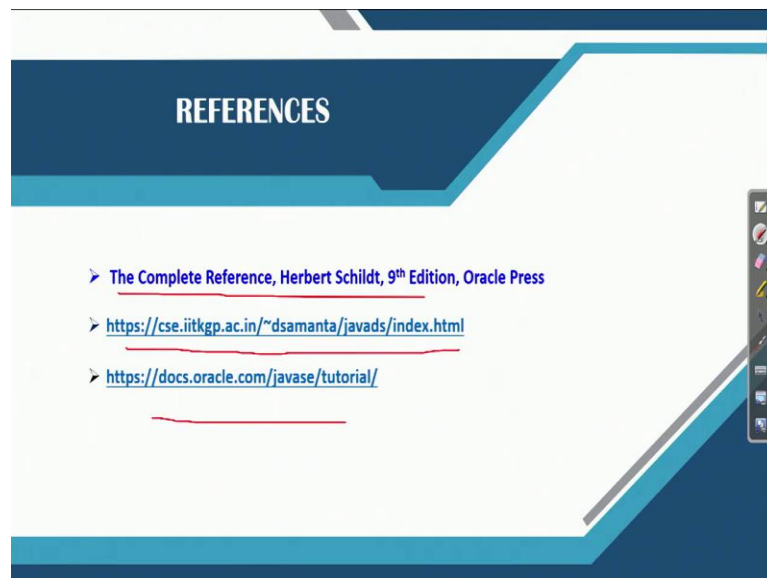 REFERENCES
➤ The Complete Reference, Herbert Schildt, 9th Edition, Oracle Press
➤ https://cse.iitkgp.ac.in/~dsamanta/javads/index.html
➤ https://docs.oracle.com/javase/tutorial/